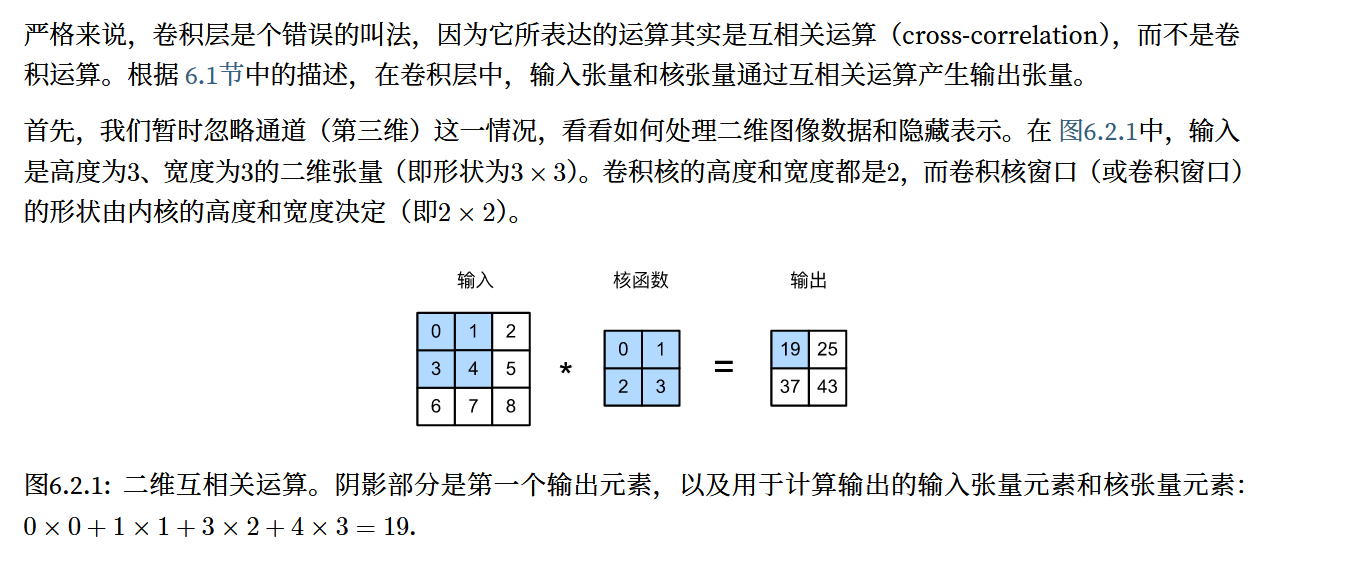 严格来说，卷积层是个错误的叫法，因为它所表达的运算其实是互相关运算（cross-correlation），而不是卷
积运算。根据 6.1节中的描述，在卷积层中，输入张量和核张量通过互相关运算产生输出张量。
首先，我们暂时忽略通道（第三维）这一情况，看看如何处理二维图像数据和隐藏表示。在 图6.2.1中，输入
是高度为3、宽度为3的二维张量（即形状为3 × 3）。卷积核的高度和宽度都是2，而卷积核窗口（或卷积窗口）
的形状由内核的高度和宽度决定（即2 × 2）。
输入 核函数 输出
0 1 2
3 4 5
6 7 8
*
0 1
2 3
=
19 25
37 43
图6.2.1: 二维互相关运算。阴影部分是第一个输出元素，以及用于计算输出的输入张量元素和核张量元素：
0 × 0 + 1 × 1 + 3 × 2 + 4 × 3 = 19.